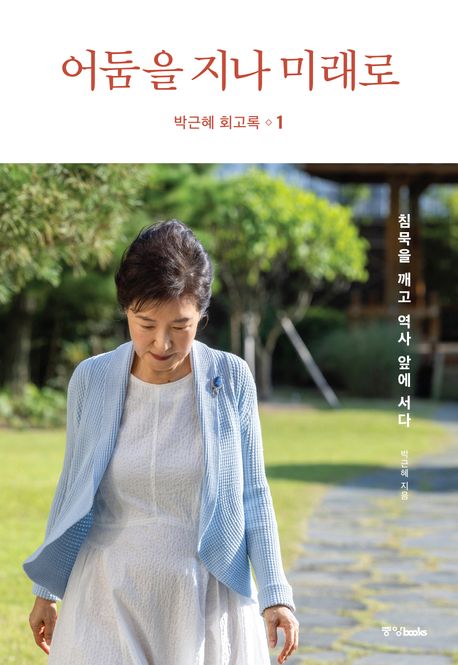 어둠을 지나 미래로
박근혜 회고록 ◇ 1
침묵을 깨고 역사 앞에 서다
박근혜 지음
중앙books